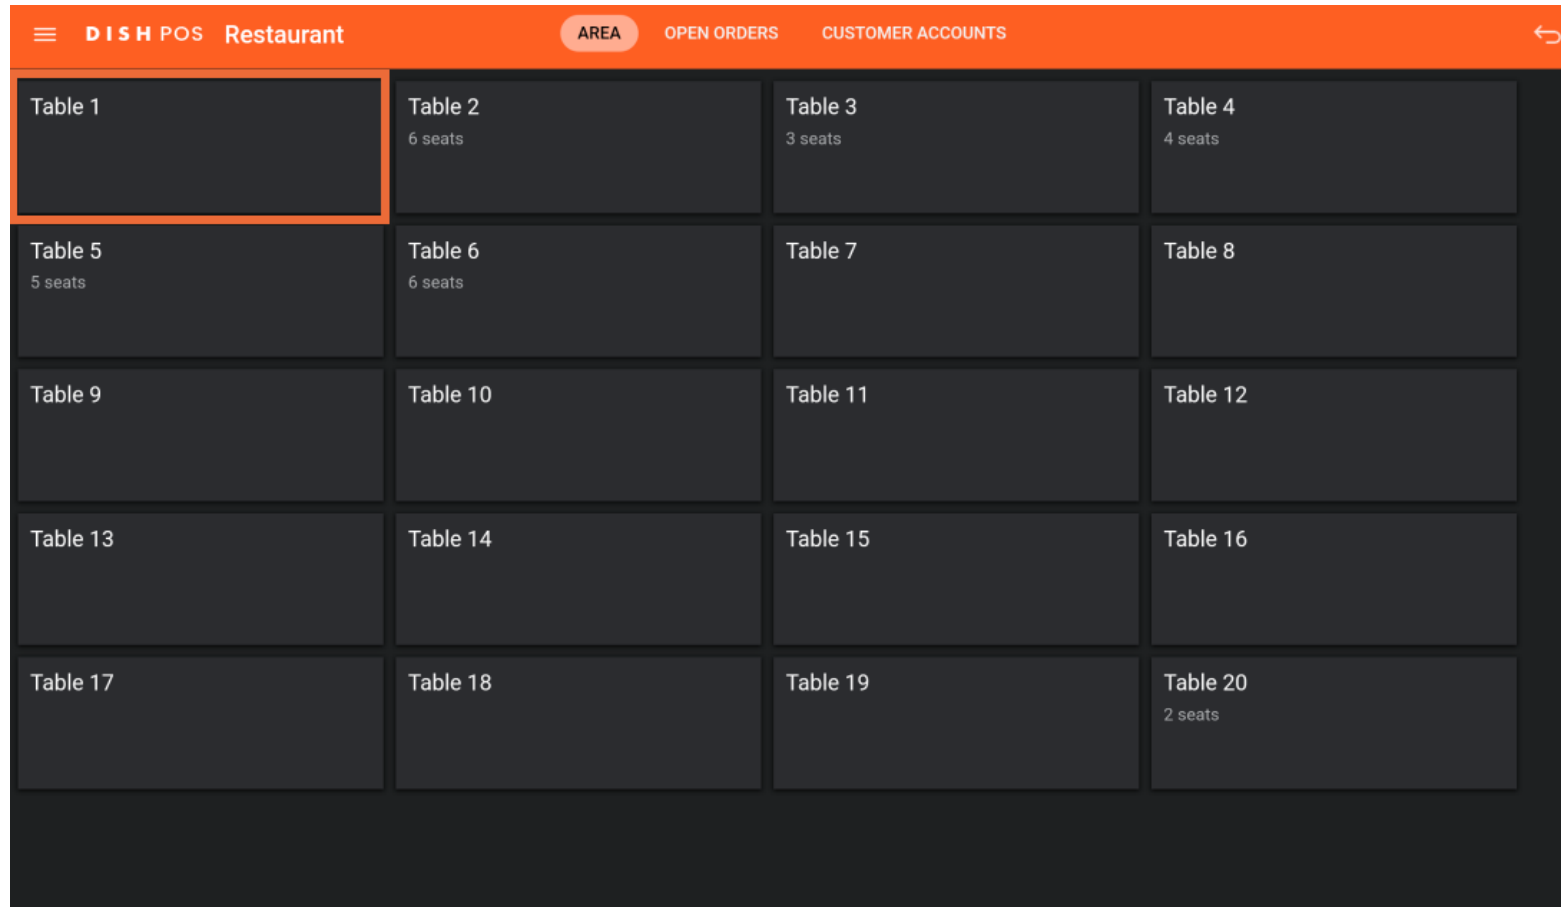 DISH POS Restaurant AREA OPEN ORDERS CUSTOMER ACCOUNTS
Table 1 Table 2 Table 3 Table 4
6 seats 3 seats 4 seats
Table 5 Table 6 Table 7 Table 8
5 seats 6 seats
Table 9 Table 10 Table 11 Table 12
Table 13 Table 14 Table 15 Table 16
Table 17 Table 18 Table 19 Table 20
2 seats